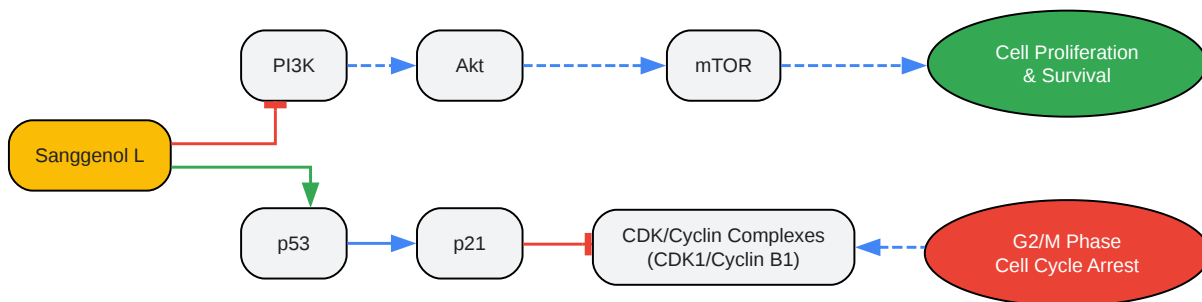 PI3K
Akt
mTOR
Cell Proliferation
& Survival
Sanggenol L
p53
p21
CDK/Cyclin Complexes
(CDK1/Cyclin B1)
G2/M Phase
Cell Cycle Arrest